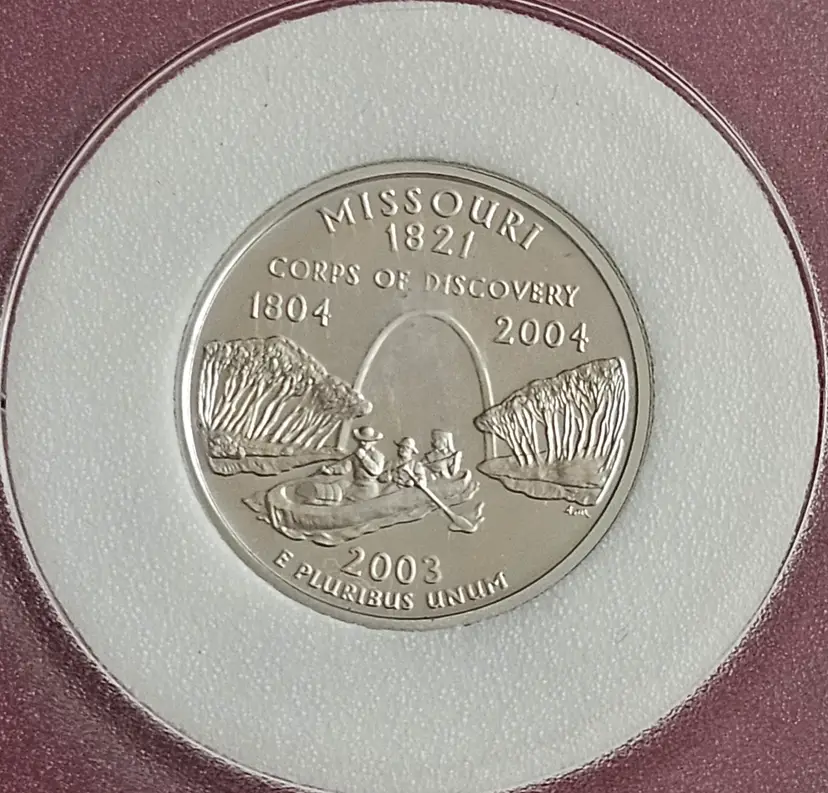 MISSOURI
1821
CORPS OF DISCOVERY
1804
2004
2003
E PLURIBUS UNUM